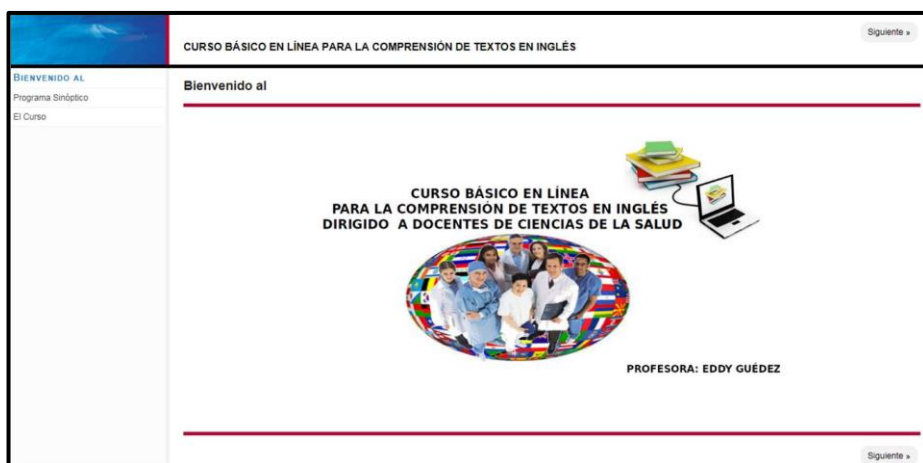 CURSO BÁSICO EN LÍNEA PARA LA COMPRENSIÓN DE TEXTOS EN INGLÉS
Siguiente »
BIENVENIDO AL
Programa Sinóptico
El Curso
Bienvenido al
CURSO BÁSICO EN LÍNEA
PARA LA COMPRENSIÓN DE TEXTOS EN INGLÉS
DIRIGIDO A DOCENTES DE CIENCIAS DE LA SALUD
PROFESORA: EDDY GUÉDEZ
Siguiente »